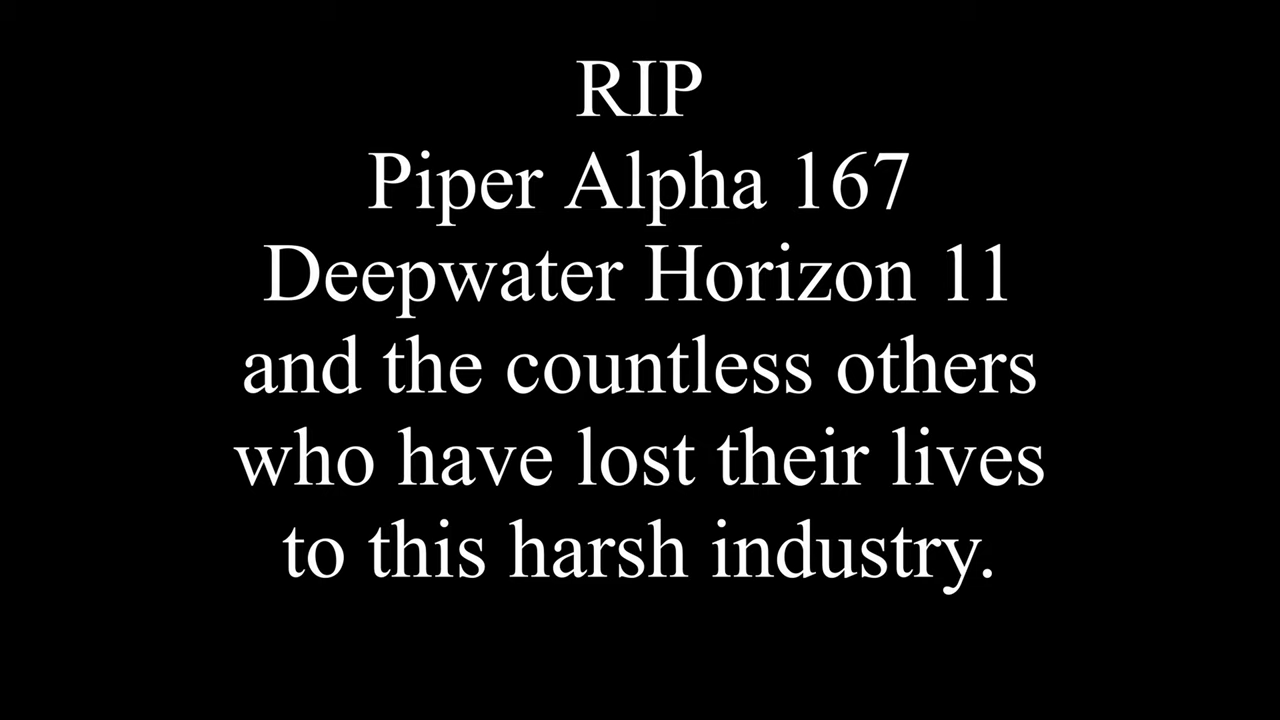 RIP
Piper Alpha 167
Deepwater Horizon 11
and the countless others
who have lost their lives
to this harsh industry.